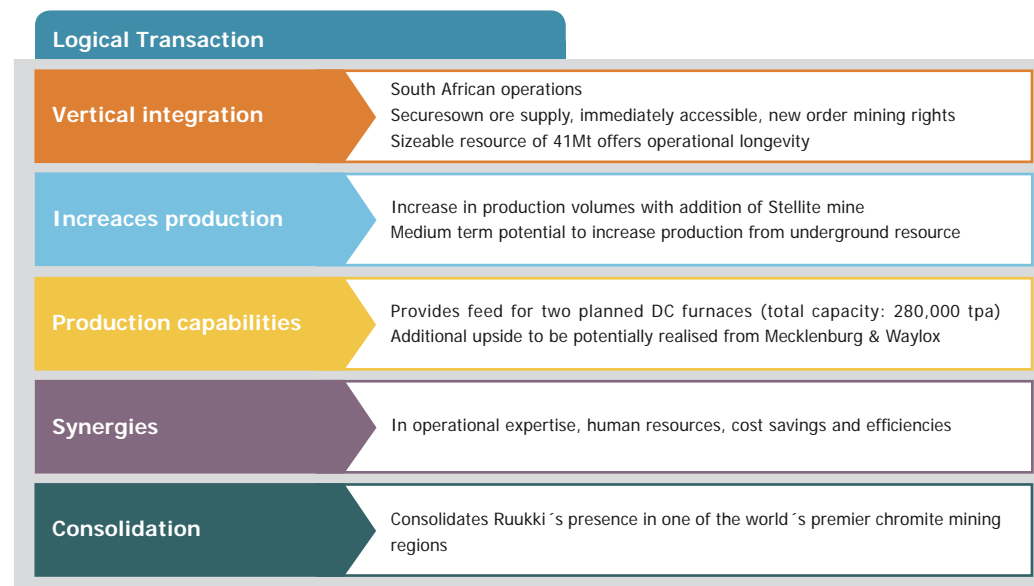 Logical Transaction
Vertical integration
South African operations
Securesown ore supply, immediately accessible, new order mining rights
Sizeable resource of 41Mt offers operational longevity
Increaces production
Increase in production volumes with addition of Stellite mine
Medium term potential to increase production from underground resource
Production capabilities
Provides feed for two planned DC furnaces (total capacity: 280,000 tpa)
Additional upside to be potentially realised from Mecklenburg & Waylox
Synergies
In operational expertise, human resources, cost savings and efficiencies
Consolidation
Consolidates Ruukki´s presence in one of the world´s premier chromite mining
regions